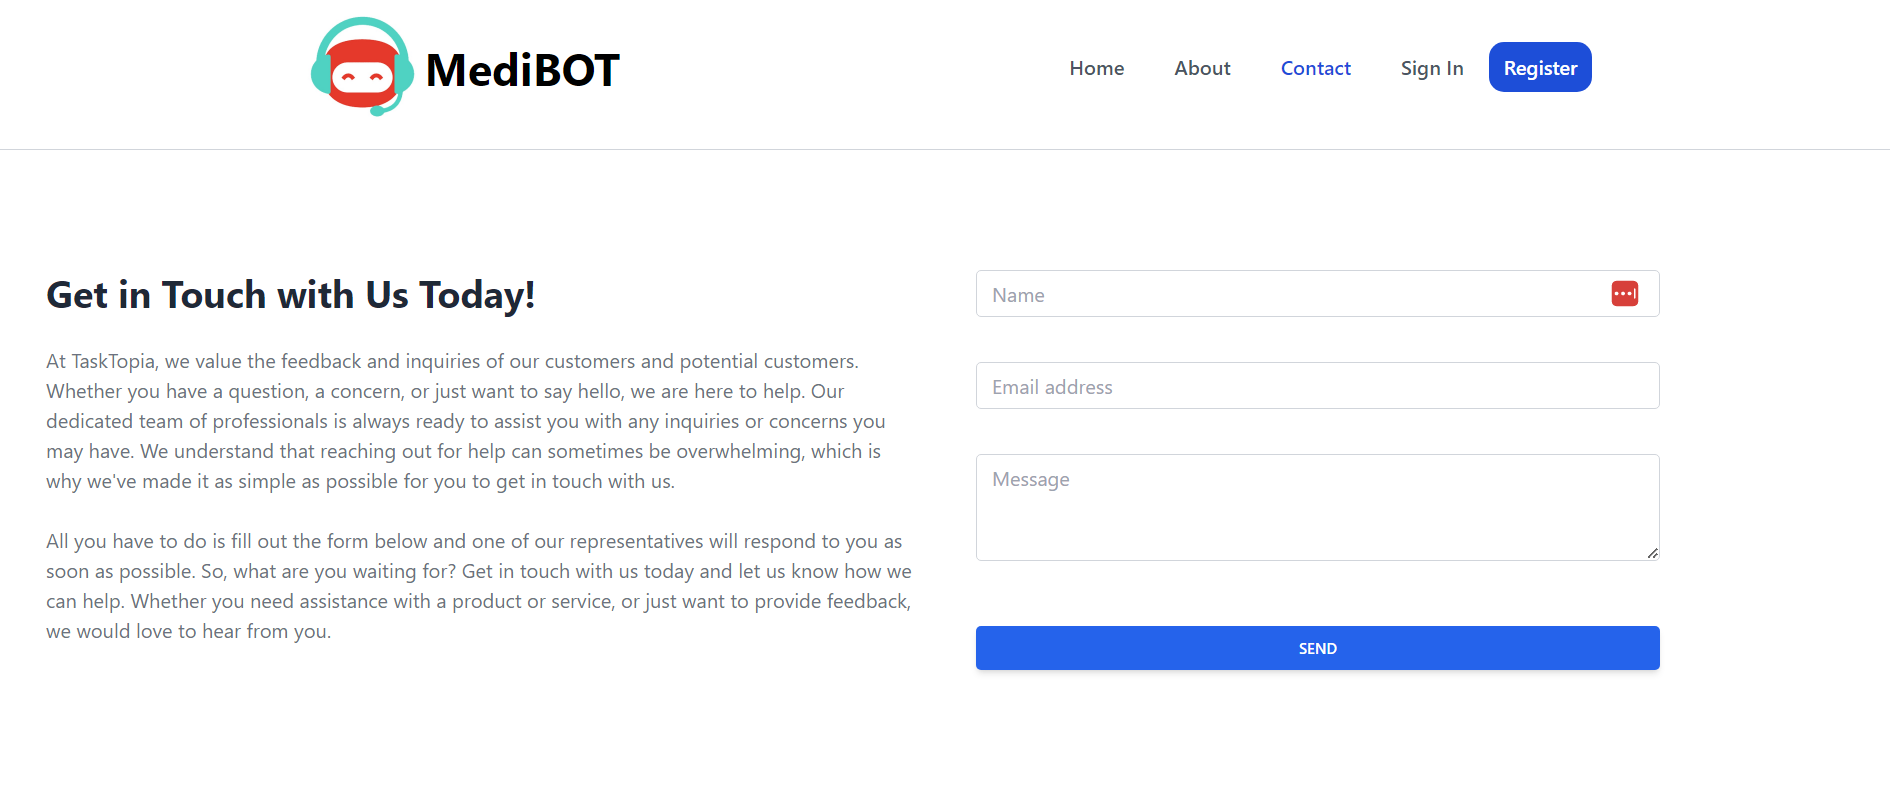 MediBOT
Home
About
Contact
Sign In
Register
Get in Touch with Us Today!
At TaskTopia, we value the feedback and inquiries of our customers and potential customers.
Whether you have a question, a concern, or just want to say hello, we are here to help. Our
dedicated team of professionals is always ready to assist you with any inquiries or concerns you
may have. We understand that reaching out for help can sometimes be overwhelming, which is
why we've made it as simple as possible for you to get in touch with us.
All you have to do is fill out the form below and one of our representatives will respond to you as
soon as possible. So, what are you waiting for? Get in touch with us today and let us know how we
can help. Whether you need assistance with a product or service, or just want to provide feedback,
we would love to hear from you.
Name
Email address
Message
SEND